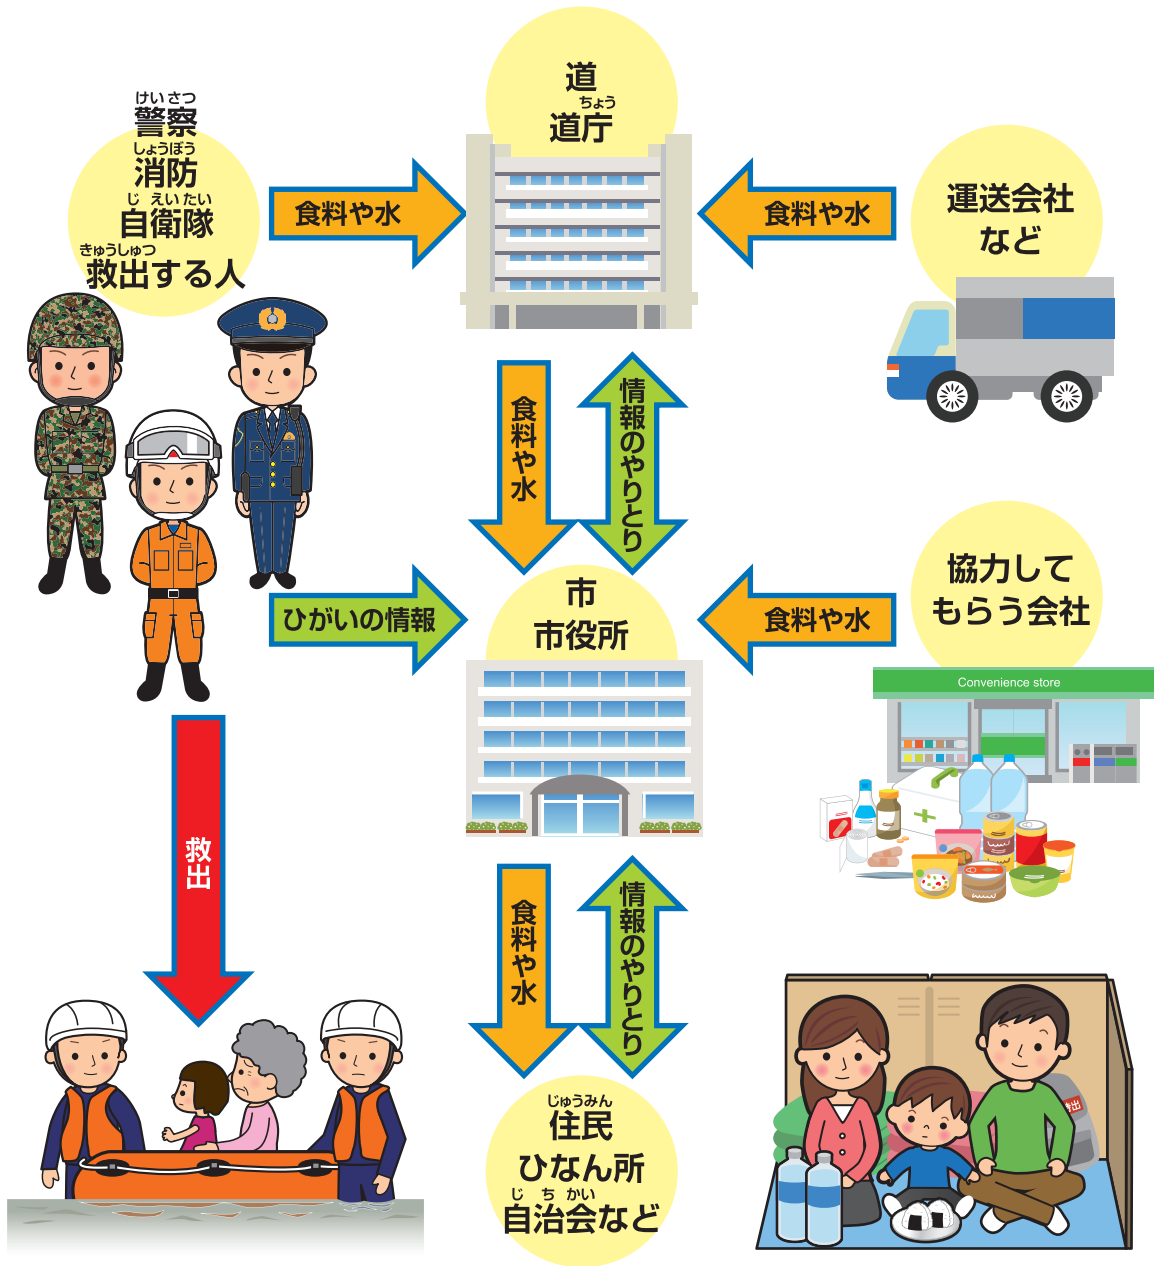 道
ちょう
道庁
けいさつ
警察
しょうぼう
消防
じえいたい
自衛隊
きゅうしゅつ
救出する人
食料や水
食料や水
運送会社
など
食料や水
情報のやりとり
ひがいの情報
市
市役所
食料や水
協力して
もらう会社
Convenience store
救出
食料や水
情報のやりとり
じゅうみん
住民
ひなん所
じちかい
自治会など